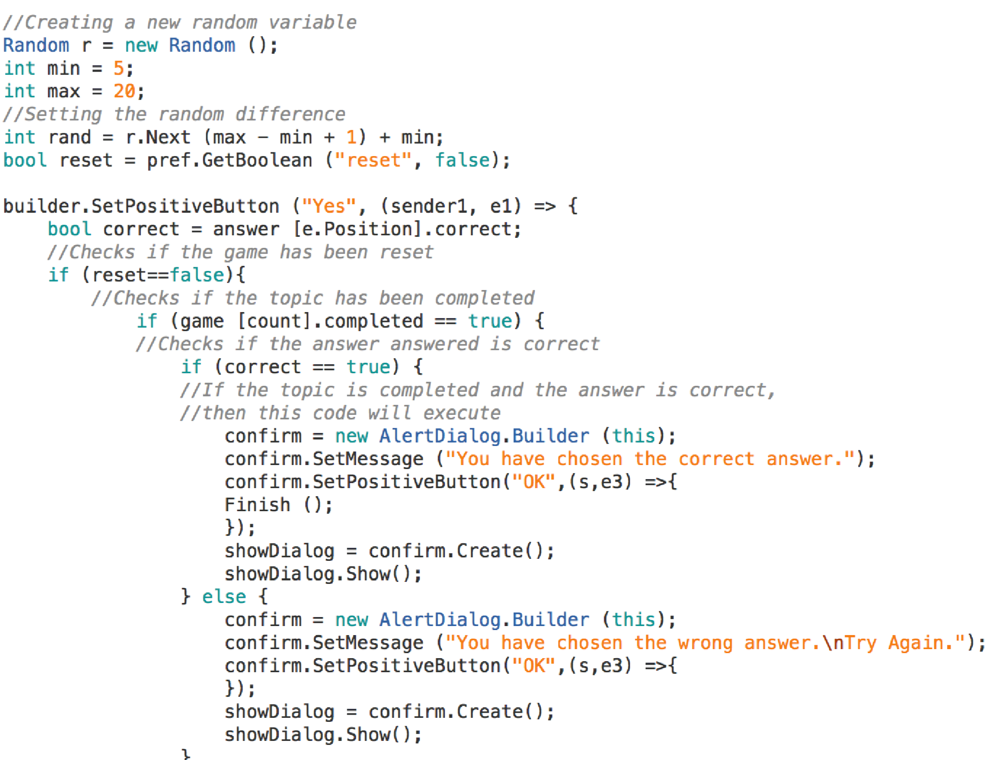 //Creating a new random variable
Random r = new Random ();
int min = 5;
int max = 20;
//Setting the random difference
int rand = r.Next (max - min + 1) + min;
bool reset = pref.GetBoolean ("reset", false);

builder.SetPositiveButton ("Yes", (sender1, e1) => {
    bool correct = answer [e.Position].correct;
    //Checks if the game has been reset
    if (reset==false){
        //Checks if the topic has been completed
            if (game [count].completed == true) {
            //Checks if the answer answered is correct
                if (correct == true) {
                //If the topic is completed and the answer is correct,
                //then this code will execute
                    confirm = new AlertDialog.Builder (this);
                    confirm.SetMessage ("You have chosen the correct answer.");
                    confirm.SetPositiveButton("OK",(s,e3) =>{
                    Finish ();
                    });
                    showDialog = confirm.Create();
                    showDialog.Show();
                } else {
                    confirm = new AlertDialog.Builder (this);
                    confirm.SetMessage ("You have chosen the wrong answer.\nTry Again.");
                    confirm.SetPositiveButton("OK",(s,e3) =>{
                    });
                    showDialog = confirm.Create();
                    showDialog.Show();
                }